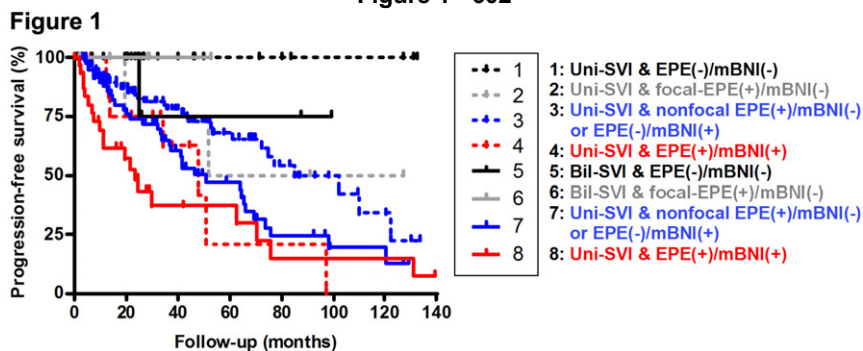 Figure 1
Figure 1
Progression-free survival (%)
100
75
50
25
0
0 20 40 60 80 100 120 140
Follow-up (months)
1
2
3
4
5
6
7
8
1: Uni-SVI & EPE(-)/mBNI(-)
2: Uni-SVI & focal-EPE(+)/mBNI(-)
3: Uni-SVI & nonfocal EPE(+)/mBNI(-)
or EPE(-)/mBNI(+)
4: Uni-SVI & EPE(+)/mBNI(+)
5: Bil-SVI & EPE(-)/mBNI(-)
6: Bil-SVI & focal-EPE(+)/mBNI(-)
7: Uni-SVI & nonfocal EPE(+)/mBNI(-)
or EPE(-)/mBNI(+)
8: Uni-SVI & EPE(+)/mBNI(+)